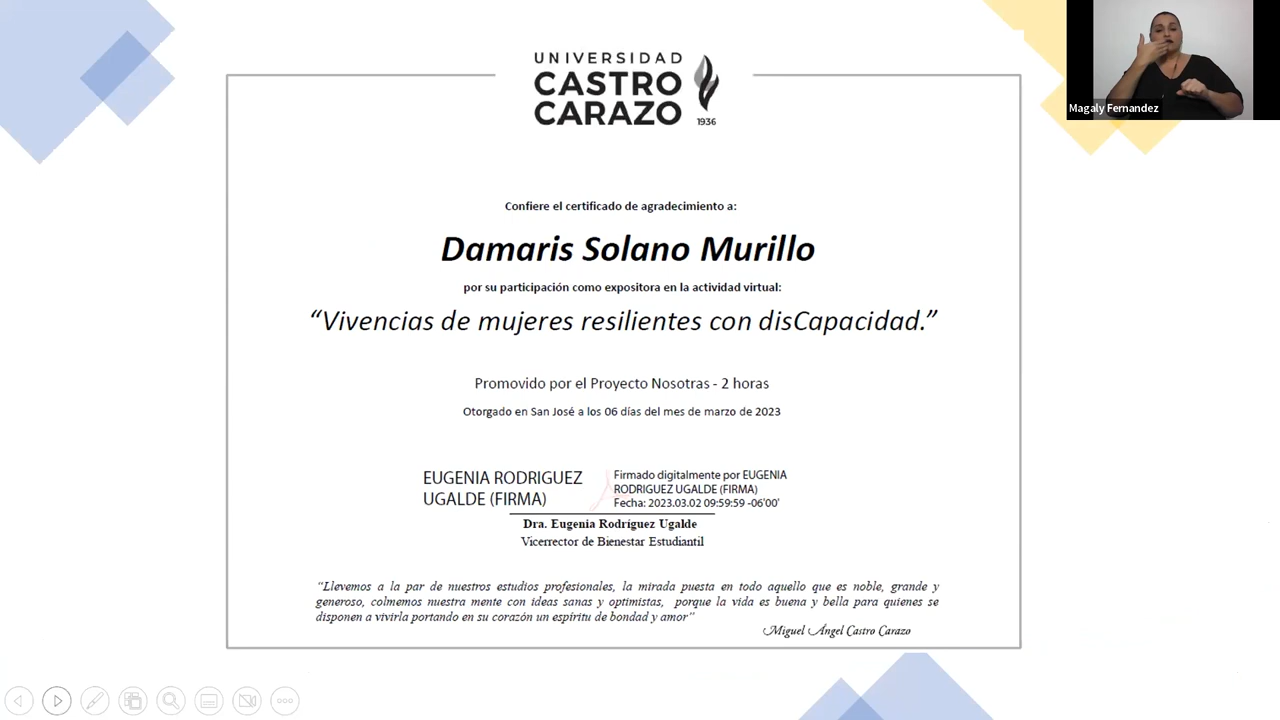 UNIVERSIDAD
CASTRO
CARAZO
1936
Magaly Fernandez
Confiere el certificado de agradecimiento a:
Damaris Solano Murillo
por su participación como expositora en la actividad virtual:
“Vivencias de mujeres resilientes con disCapacidad.”
Promovido por el Proyecto Nosotras - 2 horas
Otorgado en San José a los 06 días del mes de marzo de 2023
EUGENIA RODRIGUEZ
UGALDE (FIRMA)
Firmado digitalmente por EUGENIA
RODRIGUEZ UGALDE (FIRMA)
Fecha: 2023.03.02 09:59:59 -06'00'
Dra. Eugenia Rodríguez Ugalde
Vicerrector de Bienestar Estudiantil
“Llevemos a la par de nuestros estudios profesionales, la mirada puesta en todo aquello que es noble, grande y
generoso, colmemos nuestra mente con ideas sanas y optimistas, porque la vida es buena y bella para quienes se
disponen a vivirla portando en su corazón un espíritu de bondad y amor”
Miguel Ángel Castro Carazo